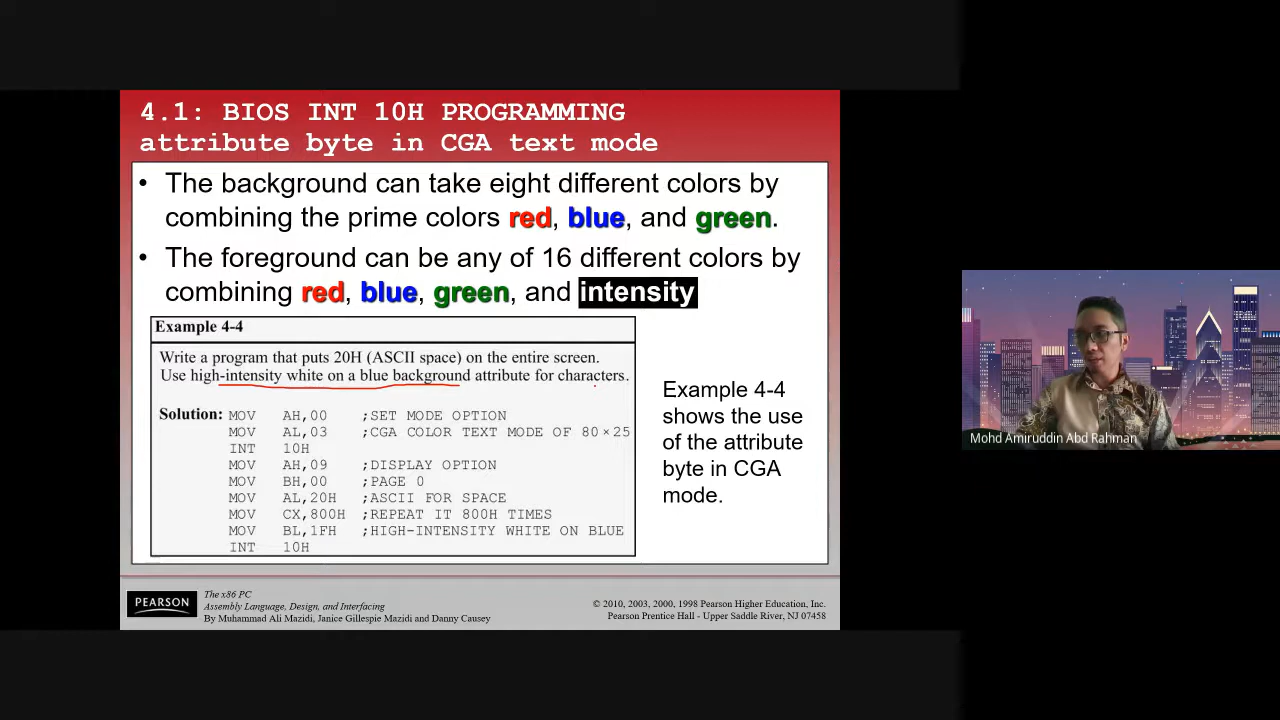 4.1: BIOS INT 10H PROGRAMMING
attribute byte in CGA text mode
• The background can take eight different colors by
combining the prime colors red, blue, and green.
• The foreground can be any of 16 different colors by
combining red, blue, green, and intensity
Example 4-4
Write a program that puts 20H (ASCII space) on the entire screen.
Use high-intensity white on a blue background attribute for characters.
Solution: MOV AH,00 ;SET MODE OPTION
MOV AL,03 ;CGA COLOR TEXT MODE OF 80×25
INT 10H
MOV AH,09 ;DISPLAY OPTION
MOV BH,00 ;PAGE 0
MOV AL,20H ;ASCII FOR SPACE
MOV CX,800H ;REPEAT IT 800H TIMES
MOV BL,1FH ;HIGH-INTENSITY WHITE ON BLUE
INT 10H
Example 4-4
shows the use
of the attribute
byte in CGA
mode.
Mohd Amiruddin Abd Rahman
PEARSON
The x86 PC
Assembly Language, Design, and Interfacing
By Muhammad Ali Mazidi, Janice Gillespie Mazidi and Danny Causey
© 2010, 2003, 2000, 1998 Pearson Higher Education, Inc.
Pearson Prentice Hall - Upper Saddle River, NJ 07458